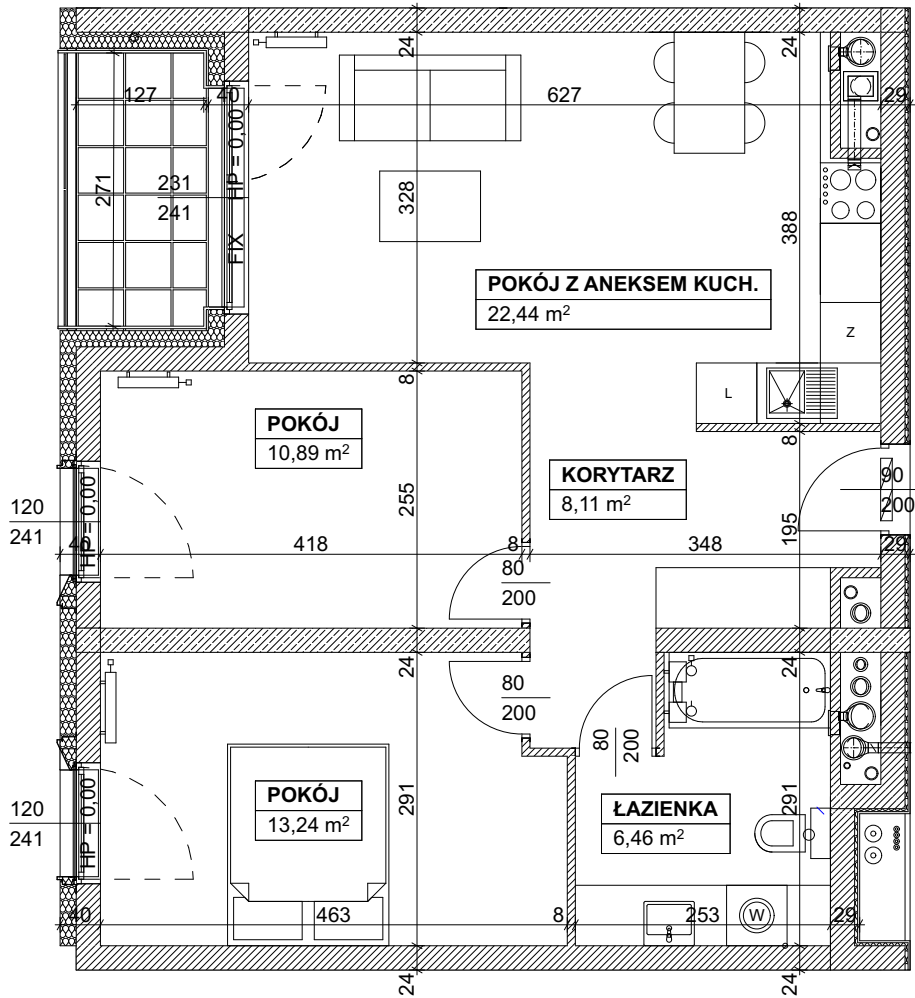 24
24
127
40
627
29
HP = 0,00
271
231
241
328
388
FIX
POKÓJ Z ANEKSEM KUCH.
22,44 m²
Z
8
L
POKÓJ
10,89 m²
8
KORYTARZ
8,11 m²
90
200
120
241
HP = 0,00
255
195
40
418
8
348
29
80
200
24
24
80
200
80
200
120
241
HP = 0,00
POKÓJ
13,24 m²
291
ŁAZIENKA
6,46 m²
291
40
463
8
253
W
29
24
24